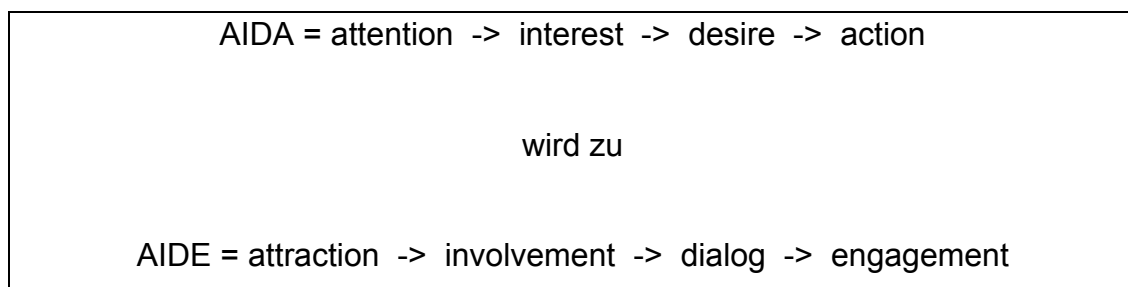 AIDA = attention -> interest -> desire -> action
wird zu
AIDE = attraction -> involvement -> dialog -> engagement